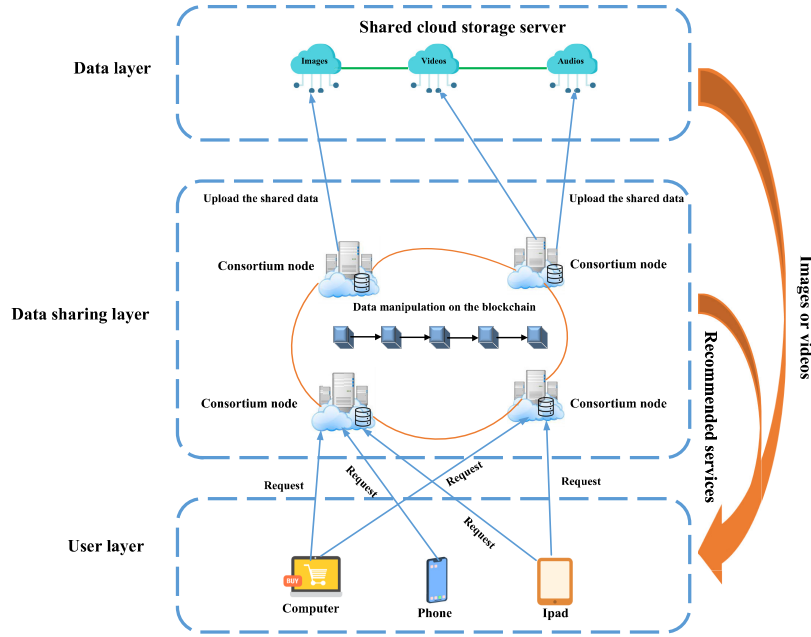 Shared cloud storage server
Data layer
Images
Videos
Audios
Upload the shared data
Upload the shared data
Consortium node
Consortium node
Data manipulation on the blockchain
Data sharing layer
Consortium node
Consortium node
Request
Request
Request
Request
Request
User layer
BUY
Computer
Phone
Ipad
Recommended services
Images or videos